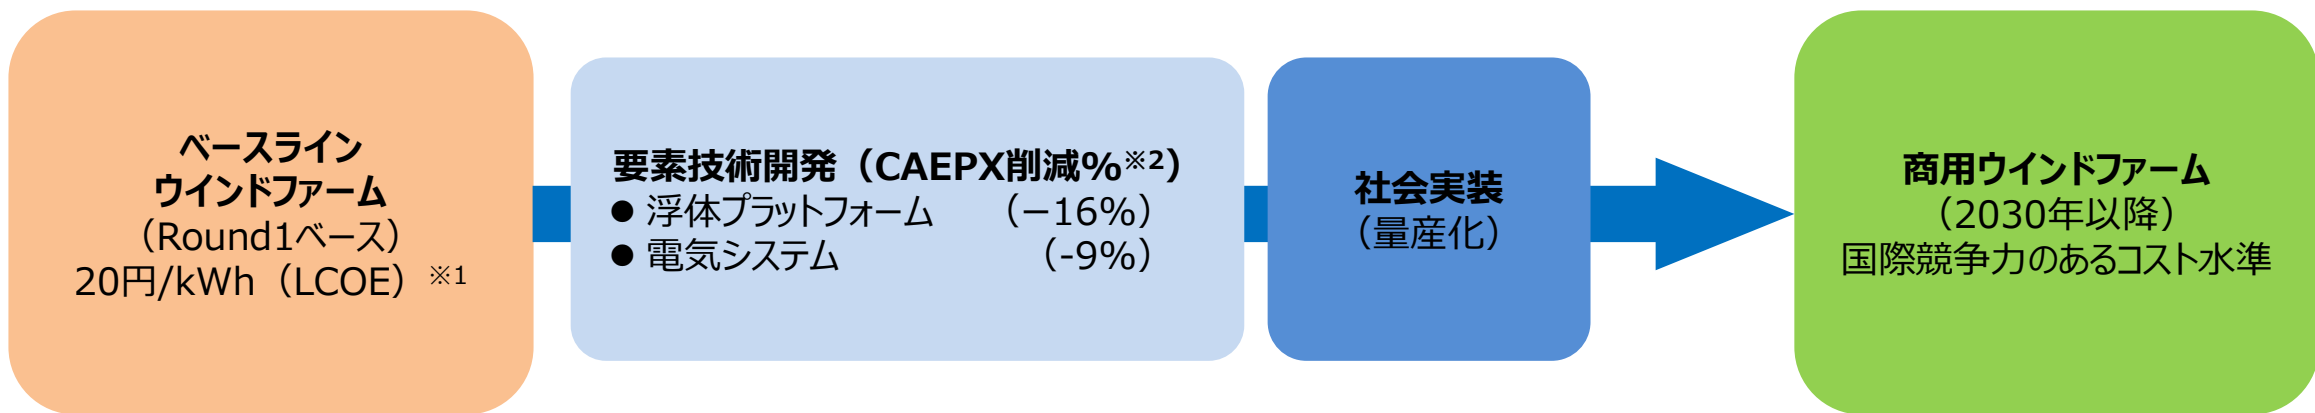 ベースライン
ウインドファーム
（Round1ベース）
20円/kWh（LCOE）※1
要素技術開発（CAEPX削減%※2）
● 浮体プラットフォーム　　（－16%）
● 電気システム　　　　　　（-9%）
社会実装
（量産化）
商用ウインドファーム
（2030年以降）
国際競争力のあるコスト水準